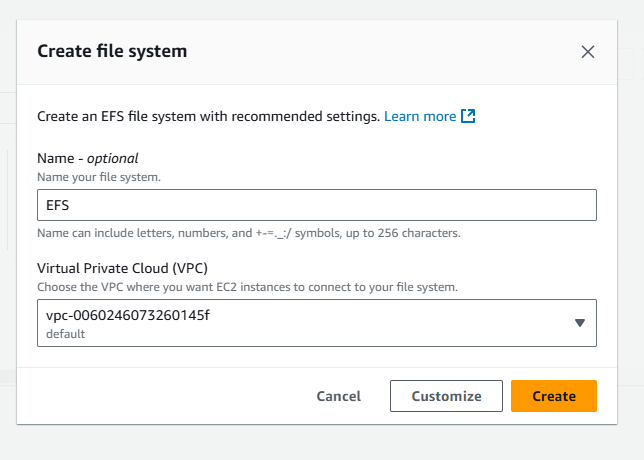 Create file system
Create an EFS file system with recommended settings. Learn more
Name - optional
Name your file system.
EFS
Name can include letters, numbers, and +-=._:/ symbols, up to 256 characters.
Virtual Private Cloud (VPC)
Choose the VPC where you want EC2 instances to connect to your file system.
vpc-0060246073260145f
default
Cancel
Customize
Create